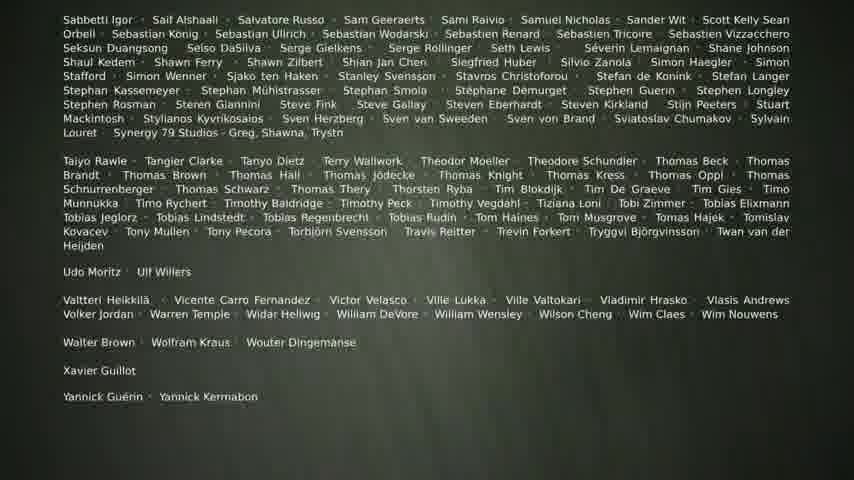 Sabbetti Igor · Saif Alshaali · Salvatore Russo · Sam Geeraerts · Sami Raivio · Samuel Nicholas · Sander Wit · Scott Kelly Sean
Orbell · Sebastian König · Sebastian Ullrich · Sebastian Wodarski · Sebastien Renard · Sebastien Tricoire · Sebastien Vizzacchero
Seksun Duangsong · Selso DaSilva · Serge Gielkens · Serge Rollinger · Seth Lewis · Séverin Lemaignan · Shane Johnson
Shaul Kedem · Shawn Ferry · Shawn Zilbert · Shian Jan Chen · Siegfried Huber · Silvio Zanola · Simon Haegler · Simon
Stafford · Simon Wenner · Sjako ten Haken · Stanley Svensson · Stavros Christoforou · Stefan de Konink · Stefan Langer
Stephan Kassemeyer · Stephan Mühlstrasser · Stephan Smola · Stéphane Demurget · Stephen Guerin · Stephen Longley
Stephen Rosman · Steren Giannini · Steve Fink · Steve Gallay · Steven Eberhardt · Steven Kirkland · Stijn Peeters · Stuart
Mackintosh · Stylianos Kyvrikosaios · Sven Herzberg · Sven van Sweeden · Sven von Brand · Sviatoslav Chumakov · Sylvain
Louret · Synergy 79 Studios - Greg, Shawna, Trystn
Taiyo Rawle · Tangier Clarke · Tanyo Dietz · Terry Wallwork · Theodor Moeller · Theodore Schundler · Thomas Beck · Thomas
Brandt · Thomas Brown · Thomas Hall · Thomas Jödecke · Thomas Knight · Thomas Kress · Thomas Oppl · Thomas
Schnurrenberger · Thomas Schwarz · Thomas Thery · Thorsten Ryba · Tim Blokdijk · Tim De Graeve · Tim Gies · Timo
Munnukka · Timo Rychert · Timothy Baldridge · Timothy Peck · Timothy Vegdahl · Tiziana Loni · Tobi Zimmer · Tobias Elixmann
Tobias Jeglorz · Tobias Lindstedt · Tobias Regenbrecht · Tobias Rudin · Tom Haines · Tom Musgrove · Tomas Hajek · Tomislav
Kovacev · Tony Mullen · Tony Pecora · Torbjörn Svensson · Travis Reitter · Trevin Forkert · Tryggvi Björgvinsson · Twan van der
Heijden
Udo Moritz · Ulf Willers
Valtteri Heikkilä · Vicente Carro Fernandez · Victor Velasco · Ville Lukka · Ville Valtokari · Vladimir Hrasko · Vlasis Andrews
Volker Jordan · Warren Temple · Widar Hellwig · William DeVore · William Wensley · Wilson Cheng · Wim Claes · Wim Nouwens
Walter Brown · Wolfram Kraus · Wouter Dingemanse
Xavier Guillot
Yannick Guérin · Yannick Kermabon